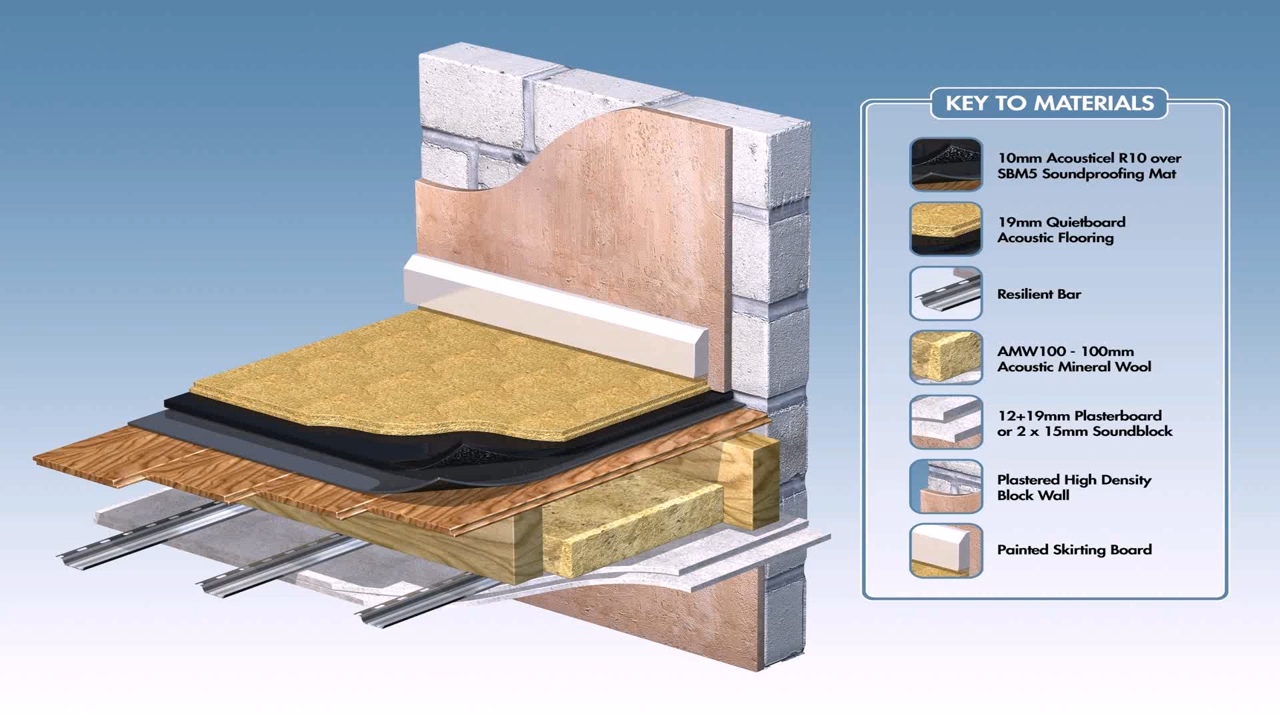 KEY TO MATERIALS
10mm Acousticel R10 over
SBM5 Soundproofing Mat
19mm Quietboard
Acoustic Flooring
Resilient Bar
AMW100 - 100mm
Acoustic Mineral Wool
12+19mm Plasterboard
or 2 x 15mm Soundblock
Plastered High Density
Block Wall
Painted Skirting Board